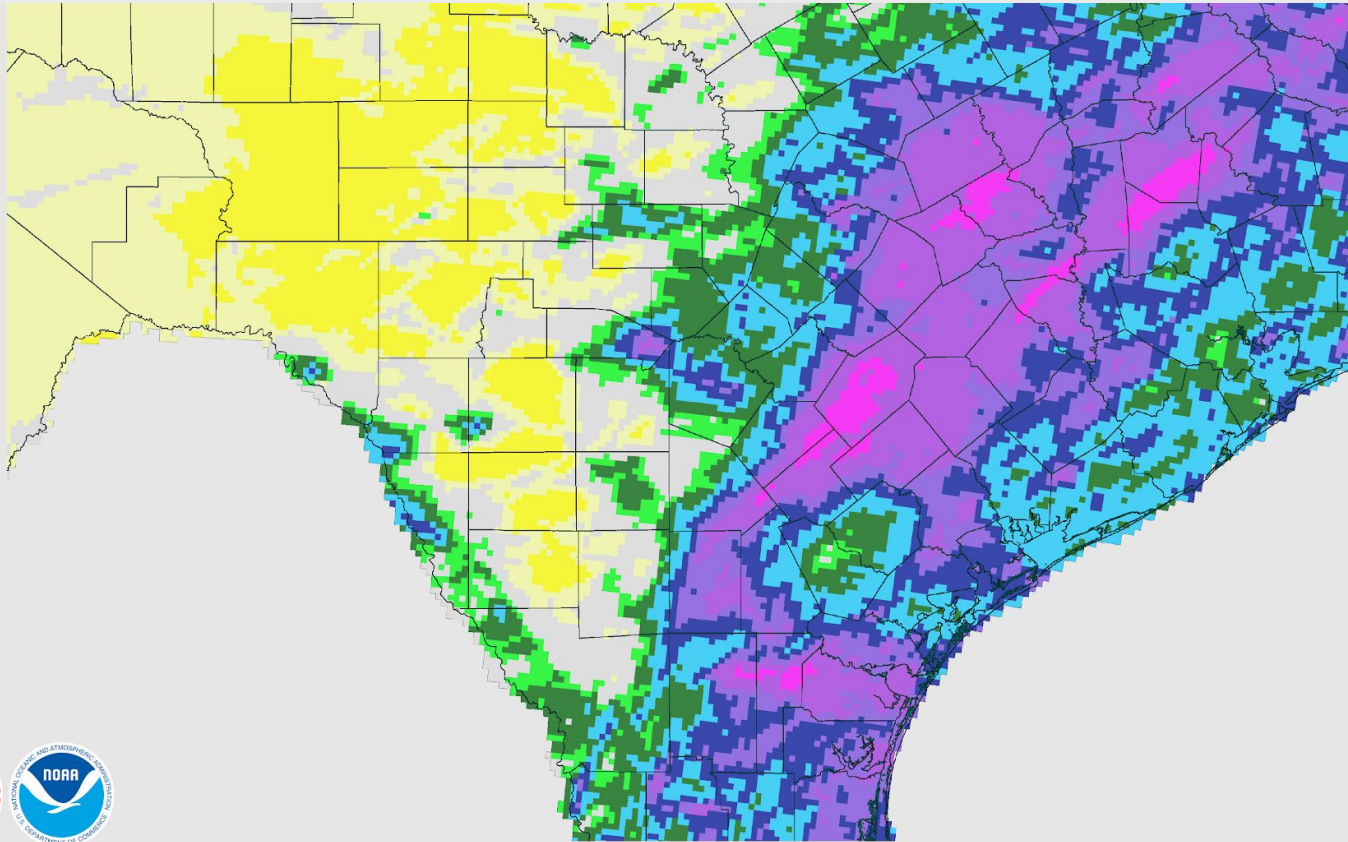 NATIONAL OCEANIC AND ATMOSPHERIC ADMINISTRATION
NOAA
U.S. DEPARTMENT OF COMMERCE